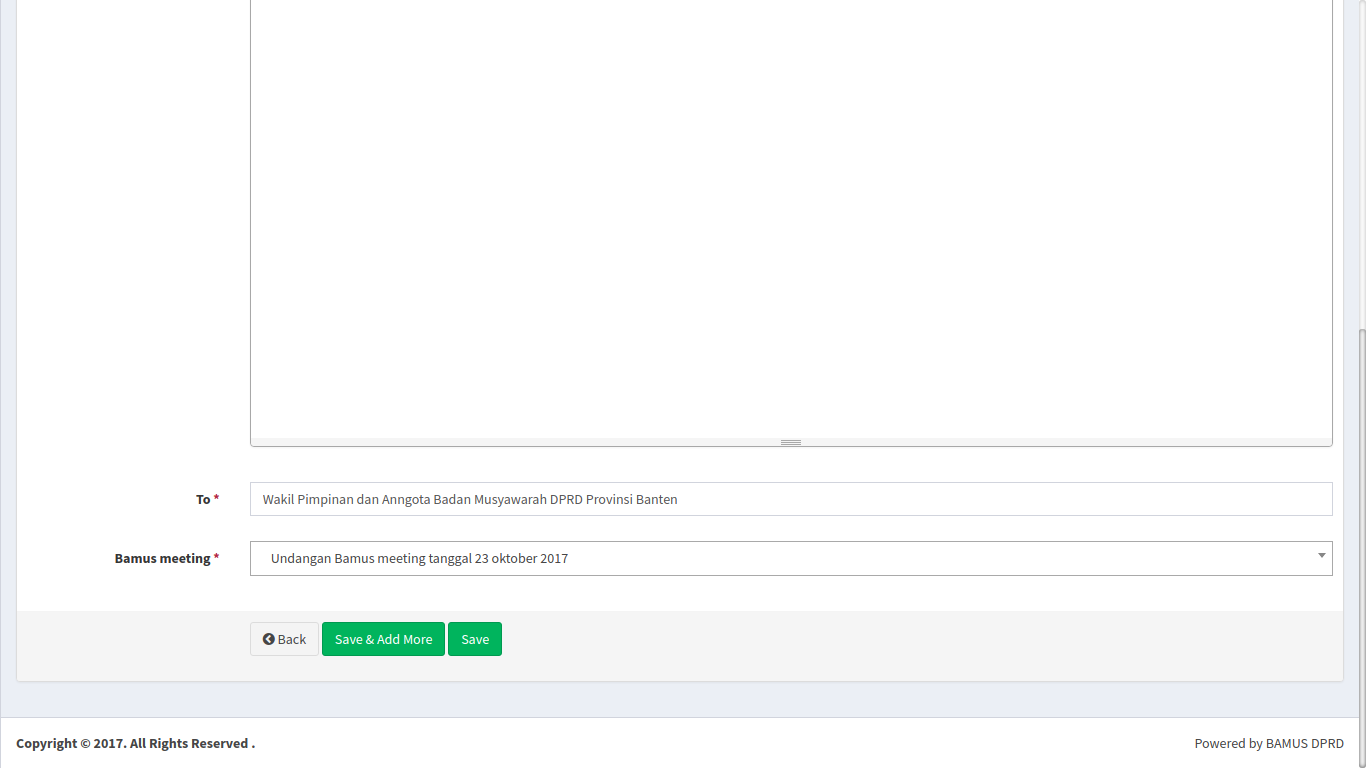 To *
Wakil Pimpinan dan Anngota Badan Musyawarah DPRD Provinsi Banten
Bamus meeting *
Undangan Bamus meeting tanggal 23 oktober 2017
Back
Save & Add More
Save
Copyright © 2017. All Rights Reserved .
Powered by BAMUS DPRD